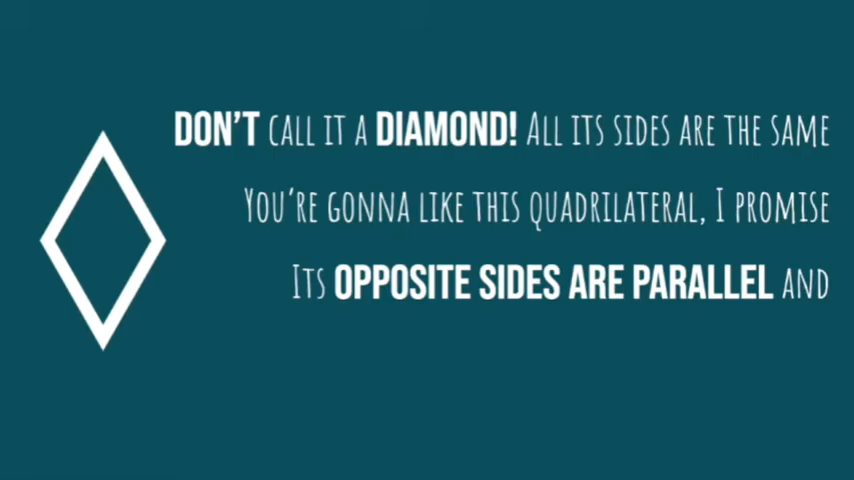 DON'T CALL IT A DIAMOND! ALL ITS SIDES ARE THE SAME
YOU'RE GONNA LIKE THIS QUADRILATERAL, I PROMISE
ITS OPPOSITE SIDES ARE PARALLEL AND